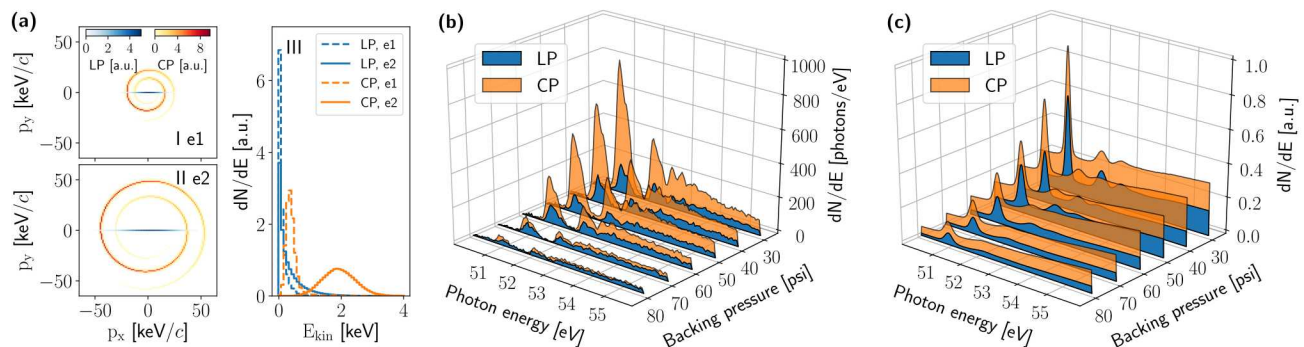 (a)
50
0
−50
p_y [keV/c]
0 2 4
LP [a.u.]
0 4 8
CP [a.u.]
I e1
50
0
−50
p_y [keV/c]
II e2
−50 0 50
p_x [keV/c]
III
LP, e1
LP, e2
CP, e1
CP, e2
6
4
2
0
dN/dE [a.u.]
0 2 4
E_kin [keV]
(b)
LP
CP
1000
800
600
400
200
0
dN/dE [photons/eV]
51 52 53 54 55
Photon energy [eV]
80 70 60 50 40 30
Backing pressure [psi]
(c)
LP
CP
1.0
0.8
0.6
0.4
0.2
0.0
dN/dE [a.u.]
51 52 53 54 55
Photon energy [eV]
80 70 60 50 40 30
Backing pressure [psi]